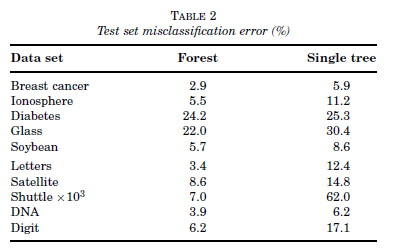 TABLE 2
Test set misclassification error (%)
Data set Forest Single tree
Breast cancer 2.9 5.9
Ionosphere 5.5 11.2
Diabetes 24.2 25.3
Glass 22.0 30.4
Soybean 5.7 8.6
Letters 3.4 12.4
Satellite 8.6 14.8
Shuttle ×10³ 7.0 62.0
DNA 3.9 6.2
Digit 6.2 17.1